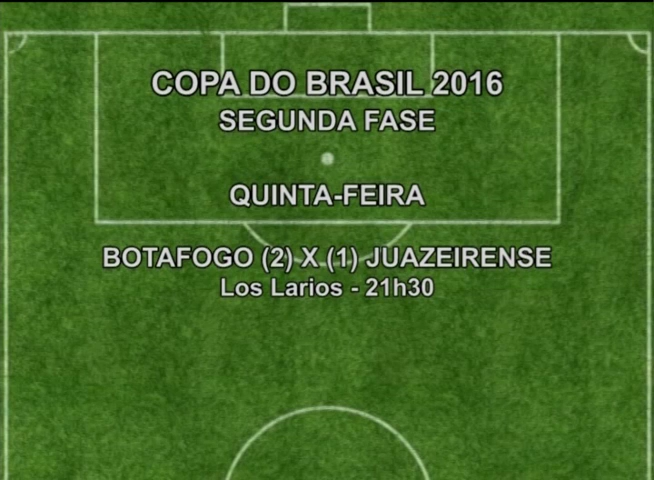 COPA DO BRASIL 2016
SEGUNDA FASE
QUINTA-FEIRA
BOTAFOGO (2) X (1) JUAZEIRENSE
Los Larios - 21h30